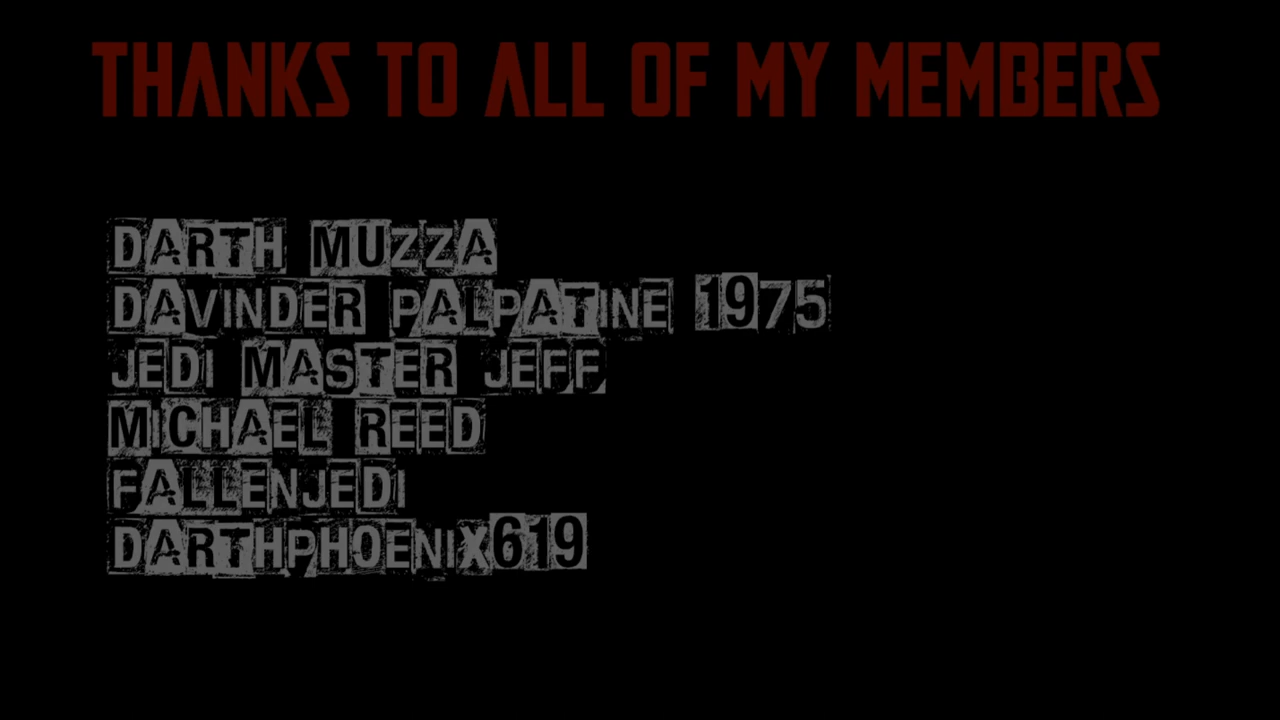 THANKS TO ALL OF MY MEMBERS
DARTH MUZZA
DAVINDER PALPATINE 1975
JEDI MASTER JEFF
MICHAEL REED
FALLENJEDI
DARTHPHOENIX619